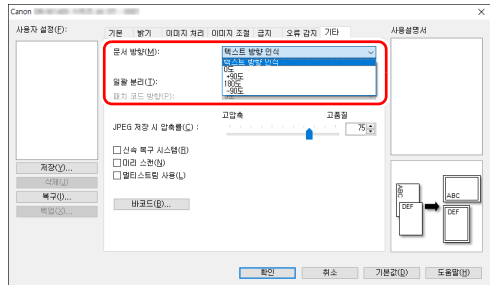 Canon
사용자 설정(F):
저장(Y)...
삭제(J)
복구(I)...
백업(X)...
기본 밝기 이미지 처리 이미지 조절 급지 오류 감지 기타
문서 방향(M): 텍스트 방향 인식
텍스트 방향 인식
0도
+90도
180도
-90도
일괄 분리(T):
패치 코드 방향(P):
고압축 고품질
JPEG 저장 시 압축률(C) : 75
신속 복구 시스템(R)
미리 스캔(N)
멀티스트림 사용(L)
바코드(B)...
사용설명서
ABC
DEF
ABC
DEF
확인 취소 기본값(D) 도움말(H)